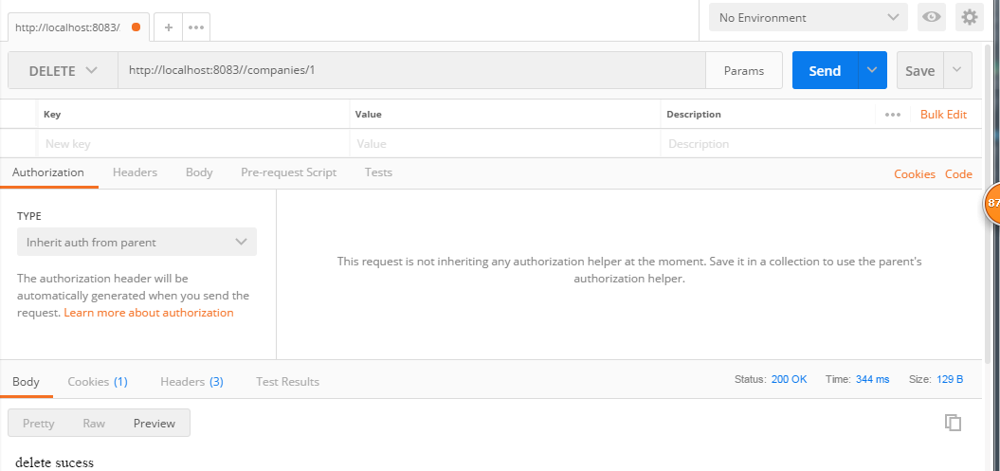 http://localhost:8083/
+
•••
No Environment
DELETE
http://localhost:8083//companies/1
Params
Send
Save
Key
Value
Description
•••
Bulk Edit
New key
Value
Description
Authorization
Headers
Body
Pre-request Script
Tests
Cookies
Code
TYPE
Inherit auth from parent
The authorization header will be
automatically generated when you send the
request. Learn more about authorization
This request is not inheriting any authorization helper at the moment. Save it in a collection to use the parent's
authorization helper.
87
Body
Cookies (1)
Headers (3)
Test Results
Status: 200 OK
Time: 344 ms
Size: 129 B
Pretty
Raw
Preview
delete sucess